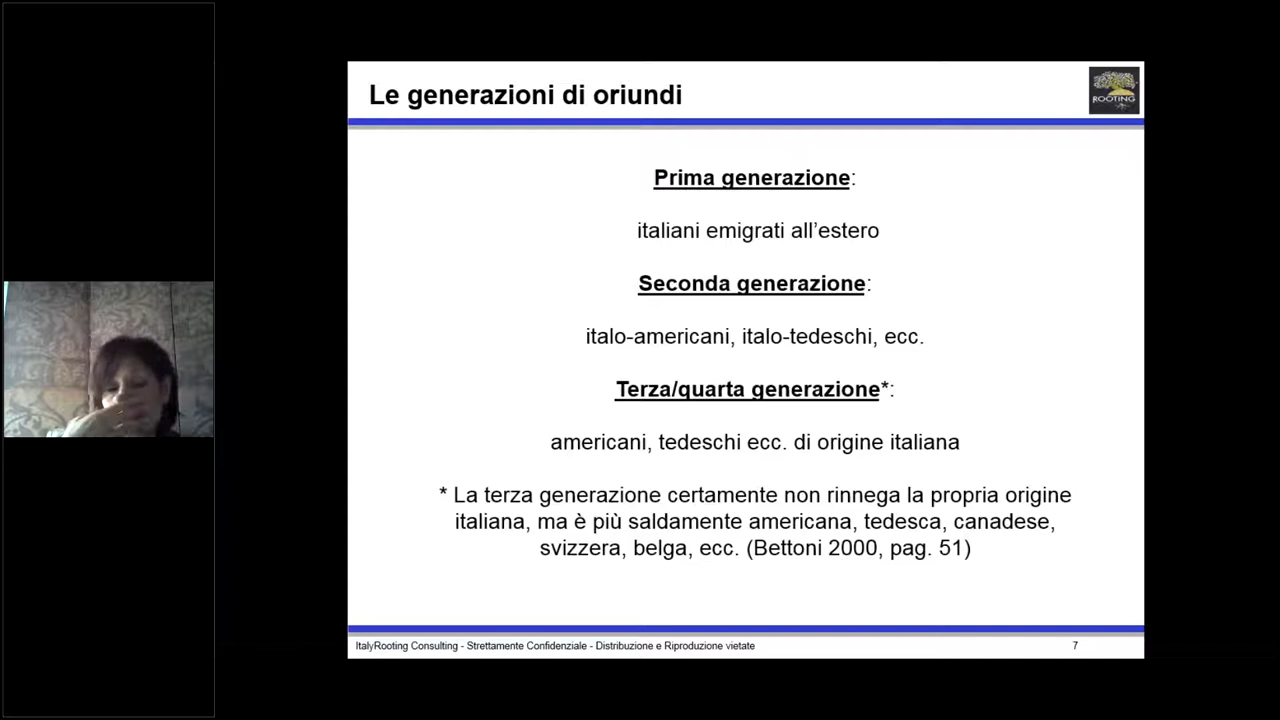 Le generazioni di oriundi
ROOTING
Prima generazione:
italiani emigrati all’estero
Seconda generazione:
italo-americani, italo-tedeschi, ecc.
Terza/quarta generazione*:
americani, tedeschi ecc. di origine italiana
* La terza generazione certamente non rinnega la propria origine
italiana, ma è più saldamente americana, tedesca, canadese,
svizzera, belga, ecc. (Bettoni 2000, pag. 51)
ItalyRooting Consulting - Strettamente Confidenziale - Distribuzione e Riproduzione vietate
7